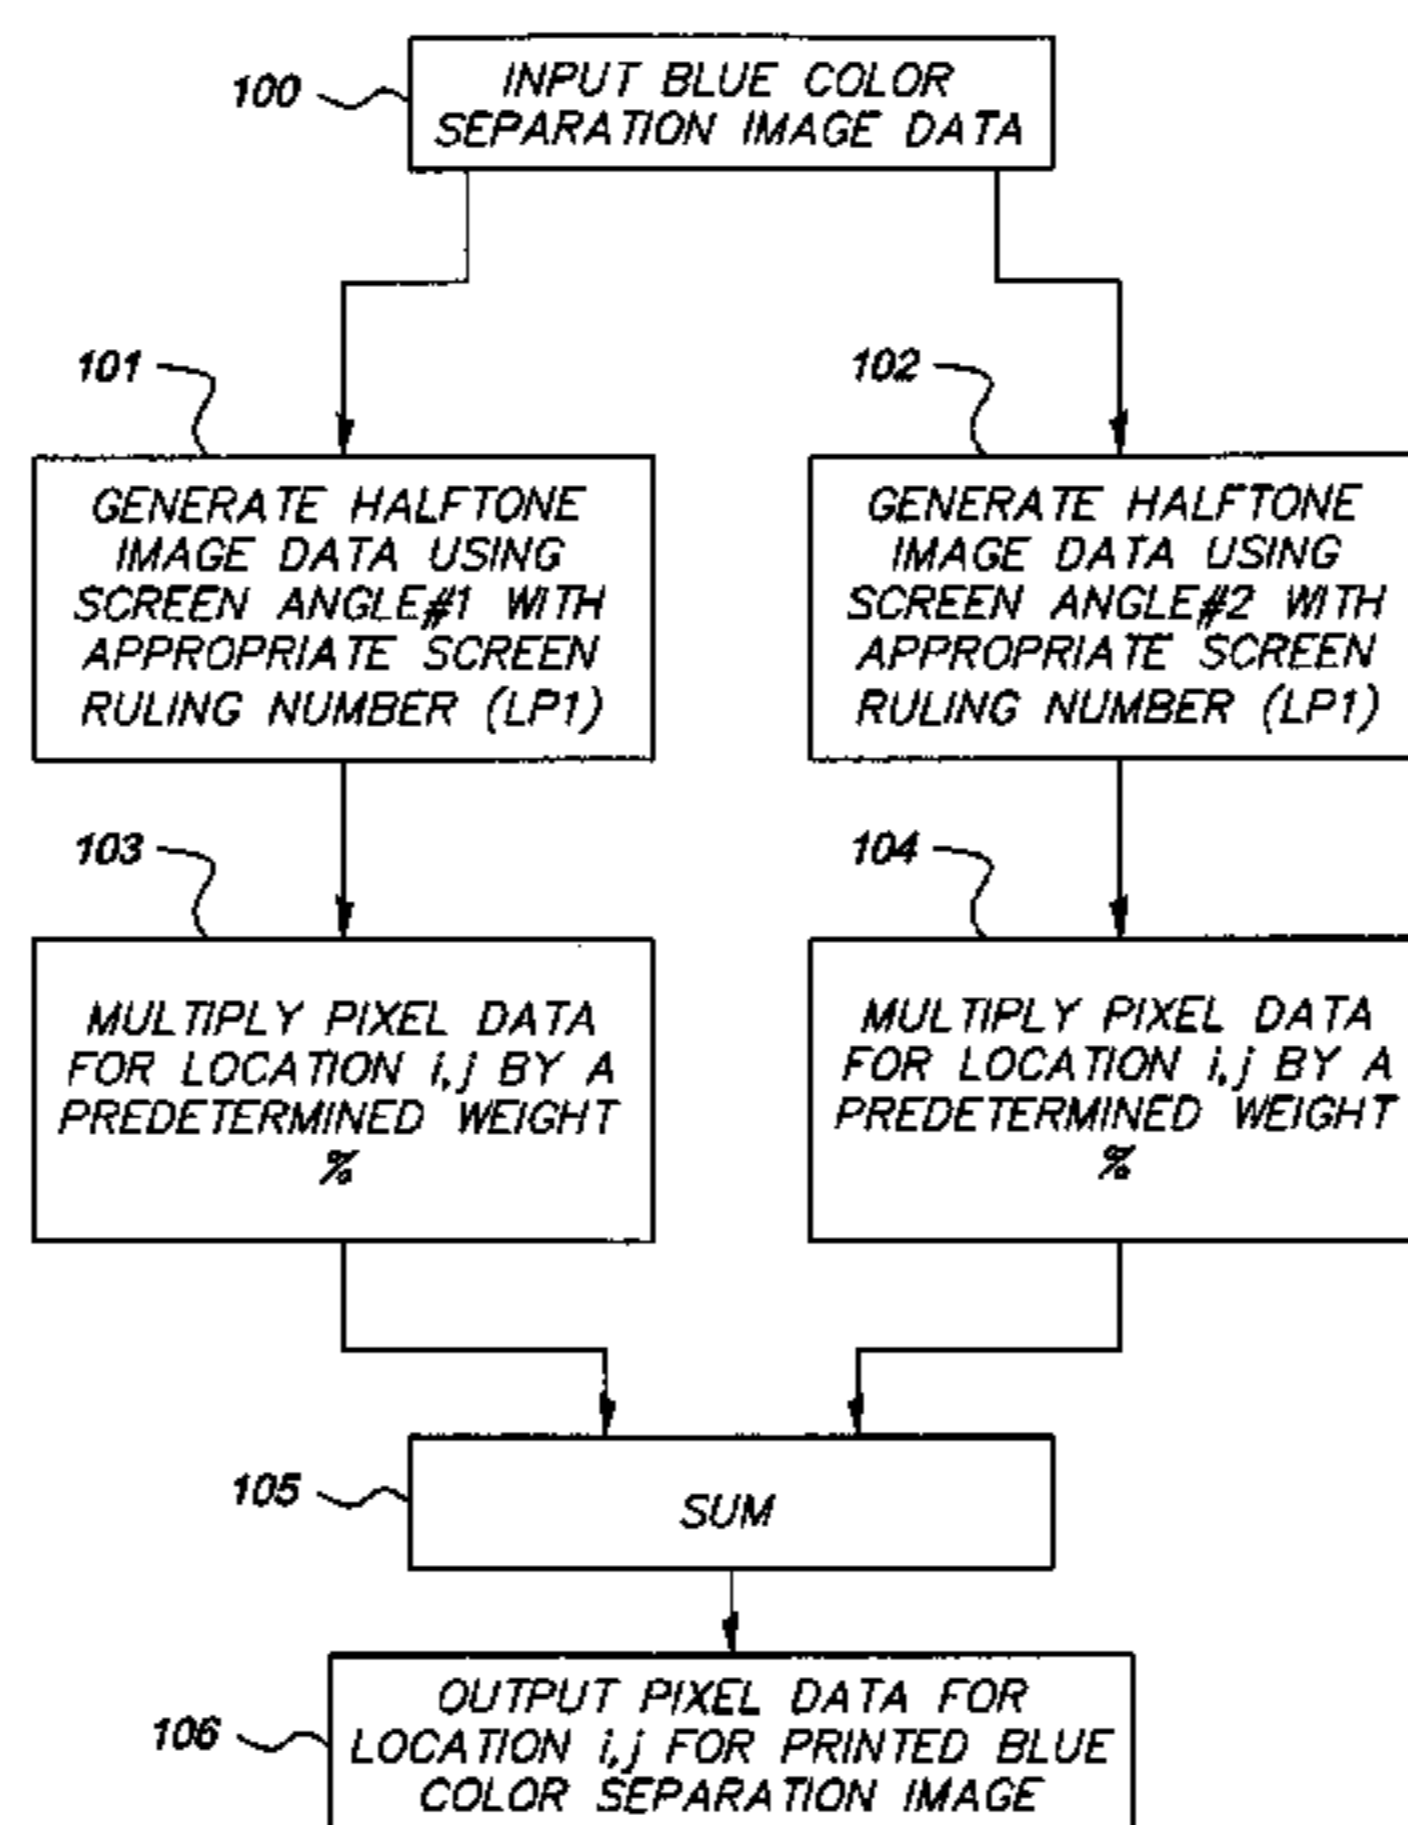 100
INPUT BLUE COLOR
SEPARATION IMAGE DATA
101
GENERATE HALFTONE
IMAGE DATA USING
SCREEN ANGLE#1 WITH
APPROPRIATE SCREEN
RULING NUMBER (LP1)
102
GENERATE HALFTONE
IMAGE DATA USING
SCREEN ANGLE#2 WITH
APPROPRIATE SCREEN
RULING NUMBER (LP1)
103
MULTIPLY PIXEL DATA
FOR LOCATION i,j BY A
PREDETERMINED WEIGHT
%
104
MULTIPLY PIXEL DATA
FOR LOCATION i,j BY A
PREDETERMINED WEIGHT
%
105
SUM
106
OUTPUT PIXEL DATA FOR
LOCATION i,j FOR PRINTED BLUE
COLOR SEPARATION IMAGE